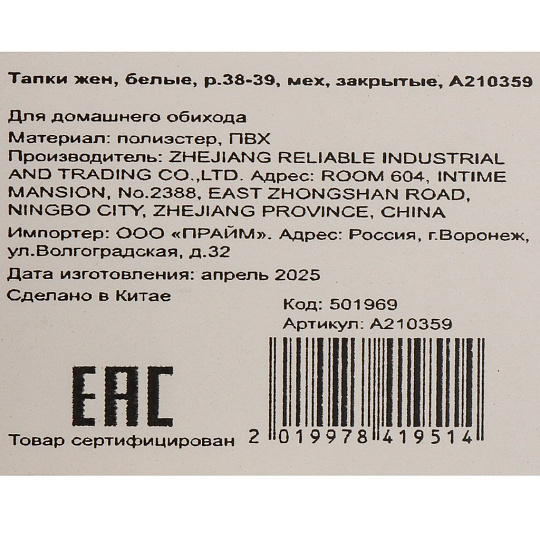 Тапки жен, белые, р.38-39, мех, закрытые, А210359
Для домашнего обихода
Материал: полиэстер, ПВХ
Производитель: ZHEJIANG RELIABLE INDUSTRIAL
AND TRADING CO.,LTD. Адрес: ROOM 604, INTIME
MANSION, No.2388, EAST ZHONGSHAN ROAD,
NINGBO CITY, ZHEJIANG PROVINCE, CHINA
Импортер: ООО «ПРАЙМ». Адрес: Россия, г.Воронеж,
ул.Волгоградская, д.32
Дата изготовления: апрель 2025
Сделано в Китае
Код: 501969
Артикул: А210359
EAC
Товар сертифицирован
2 019978 419514